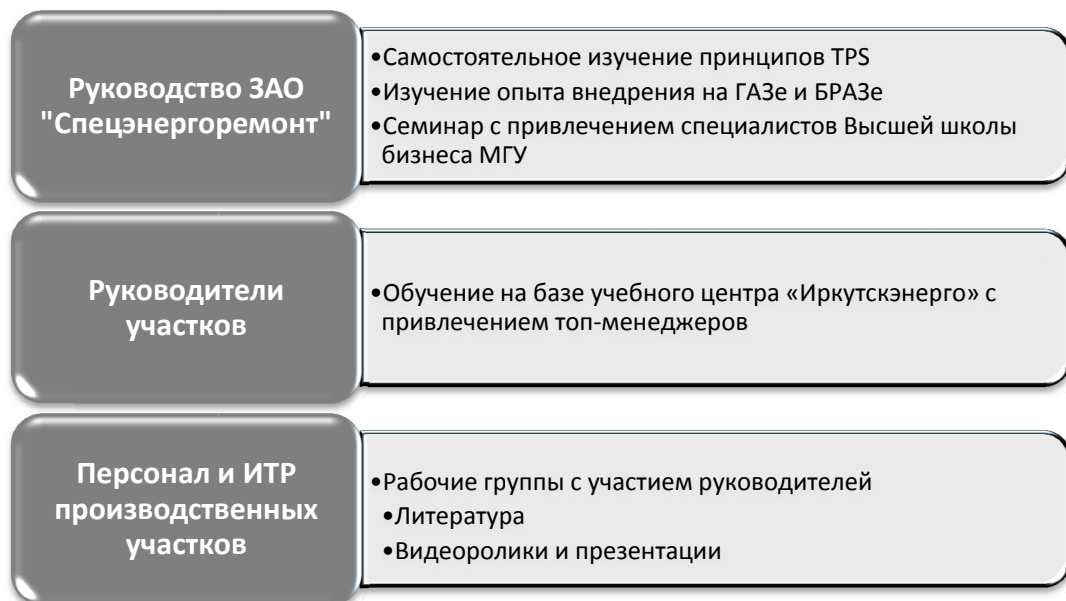 Руководство ЗАО
"Спецэнергоремонт"
•Самостоятельное изучение принципов TPS
•Изучение опыта внедрения на ГАЗе и БРАЗе
•Семинар с привлечением специалистов Высшей школы
бизнеса МГУ
Руководители
участков
•Обучение на базе учебного центра «Иркутскэнерго» с
привлечением топ-менеджеров
Персонал и ИТР
производственных
участков
•Рабочие группы с участием руководителей
•Литература
•Видеоролики и презентации